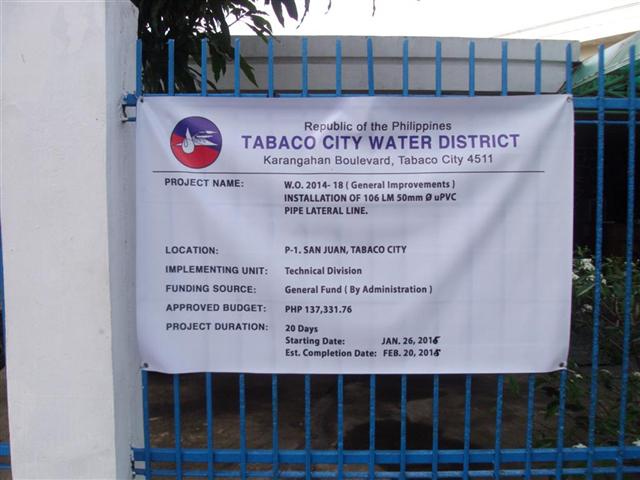 Republic of the Philippines
TABACO CITY WATER DISTRICT
Karangahan Boulevard, Tabaco City 4511
PROJECT NAME: W.O. 2014- 18 ( General Improvements )
INSTALLATION OF 106 LM 50mm Ø uPVC
PIPE LATERAL LINE.
LOCATION: P-1. SAN JUAN, TABACO CITY
IMPLEMENTING UNIT: Technical Division
FUNDING SOURCE: General Fund ( By Administration )
APPROVED BUDGET: PHP 137,331.76
PROJECT DURATION: 20 Days
Starting Date: JAN. 26, 2015
Est. Completion Date: FEB. 20, 2015